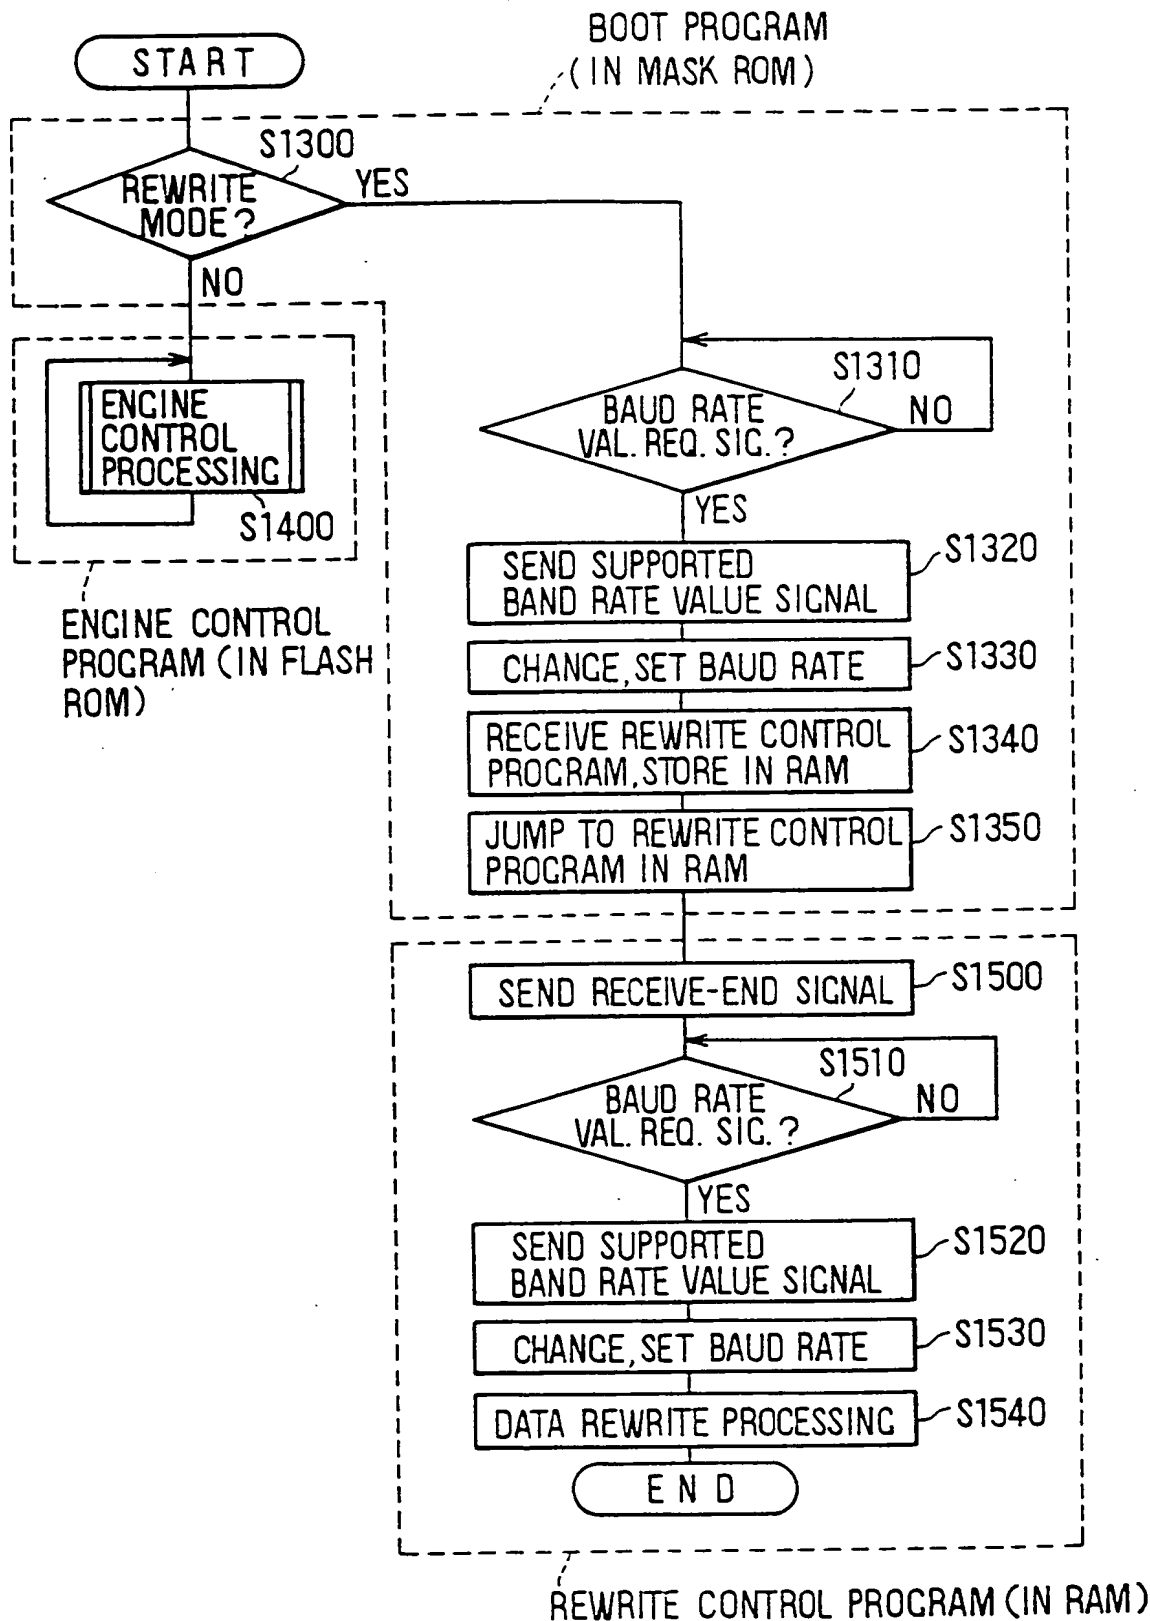 BOOT PROGRAM
(IN MASK ROM)
START
S1300
REWRITE
MODE?
YES
NO
S1310
BAUD RATE
VAL. REQ. SIG.?
NO
YES
ENGINE
CONTROL
PROCESSING
S1400
ENGINE CONTROL
PROGRAM (IN FLASH
ROM)
SEND SUPPORTED
BAND RATE VALUE SIGNAL
S1320
CHANGE, SET BAUD RATE
S1330
RECEIVE REWRITE CONTROL
PROGRAM, STORE IN RAM
S1340
JUMP TO REWRITE CONTROL
PROGRAM IN RAM
S1350
SEND RECEIVE-END SIGNAL
S1500
S1510
BAUD RATE
VAL. REQ. SIG.?
NO
YES
SEND SUPPORTED
BAND RATE VALUE SIGNAL
S1520
CHANGE, SET BAUD RATE
S1530
DATA REWRITE PROCESSING
S1540
END
REWRITE CONTROL PROGRAM (IN RAM)